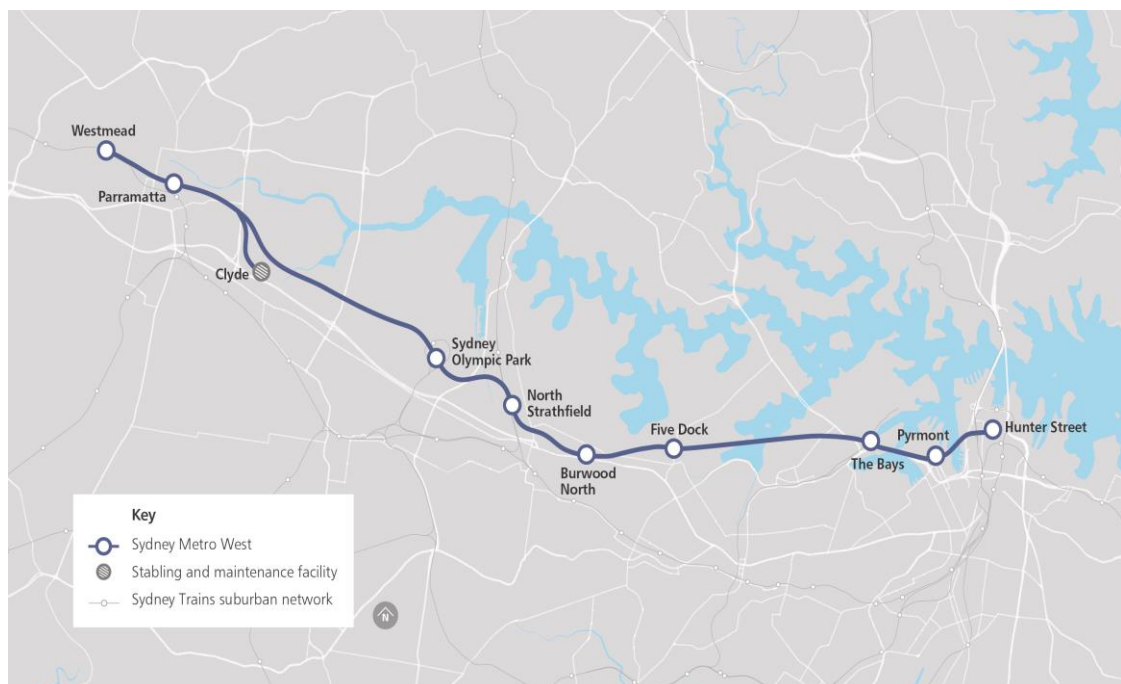 Westmead
Parramatta
Clyde
Sydney
Olympic Park
North
Strathfield
Burwood
North
Five Dock
The Bays
Pyrmont
Hunter Street
Key
Sydney Metro West
Stabling and maintenance facility
Sydney Trains suburban network
N